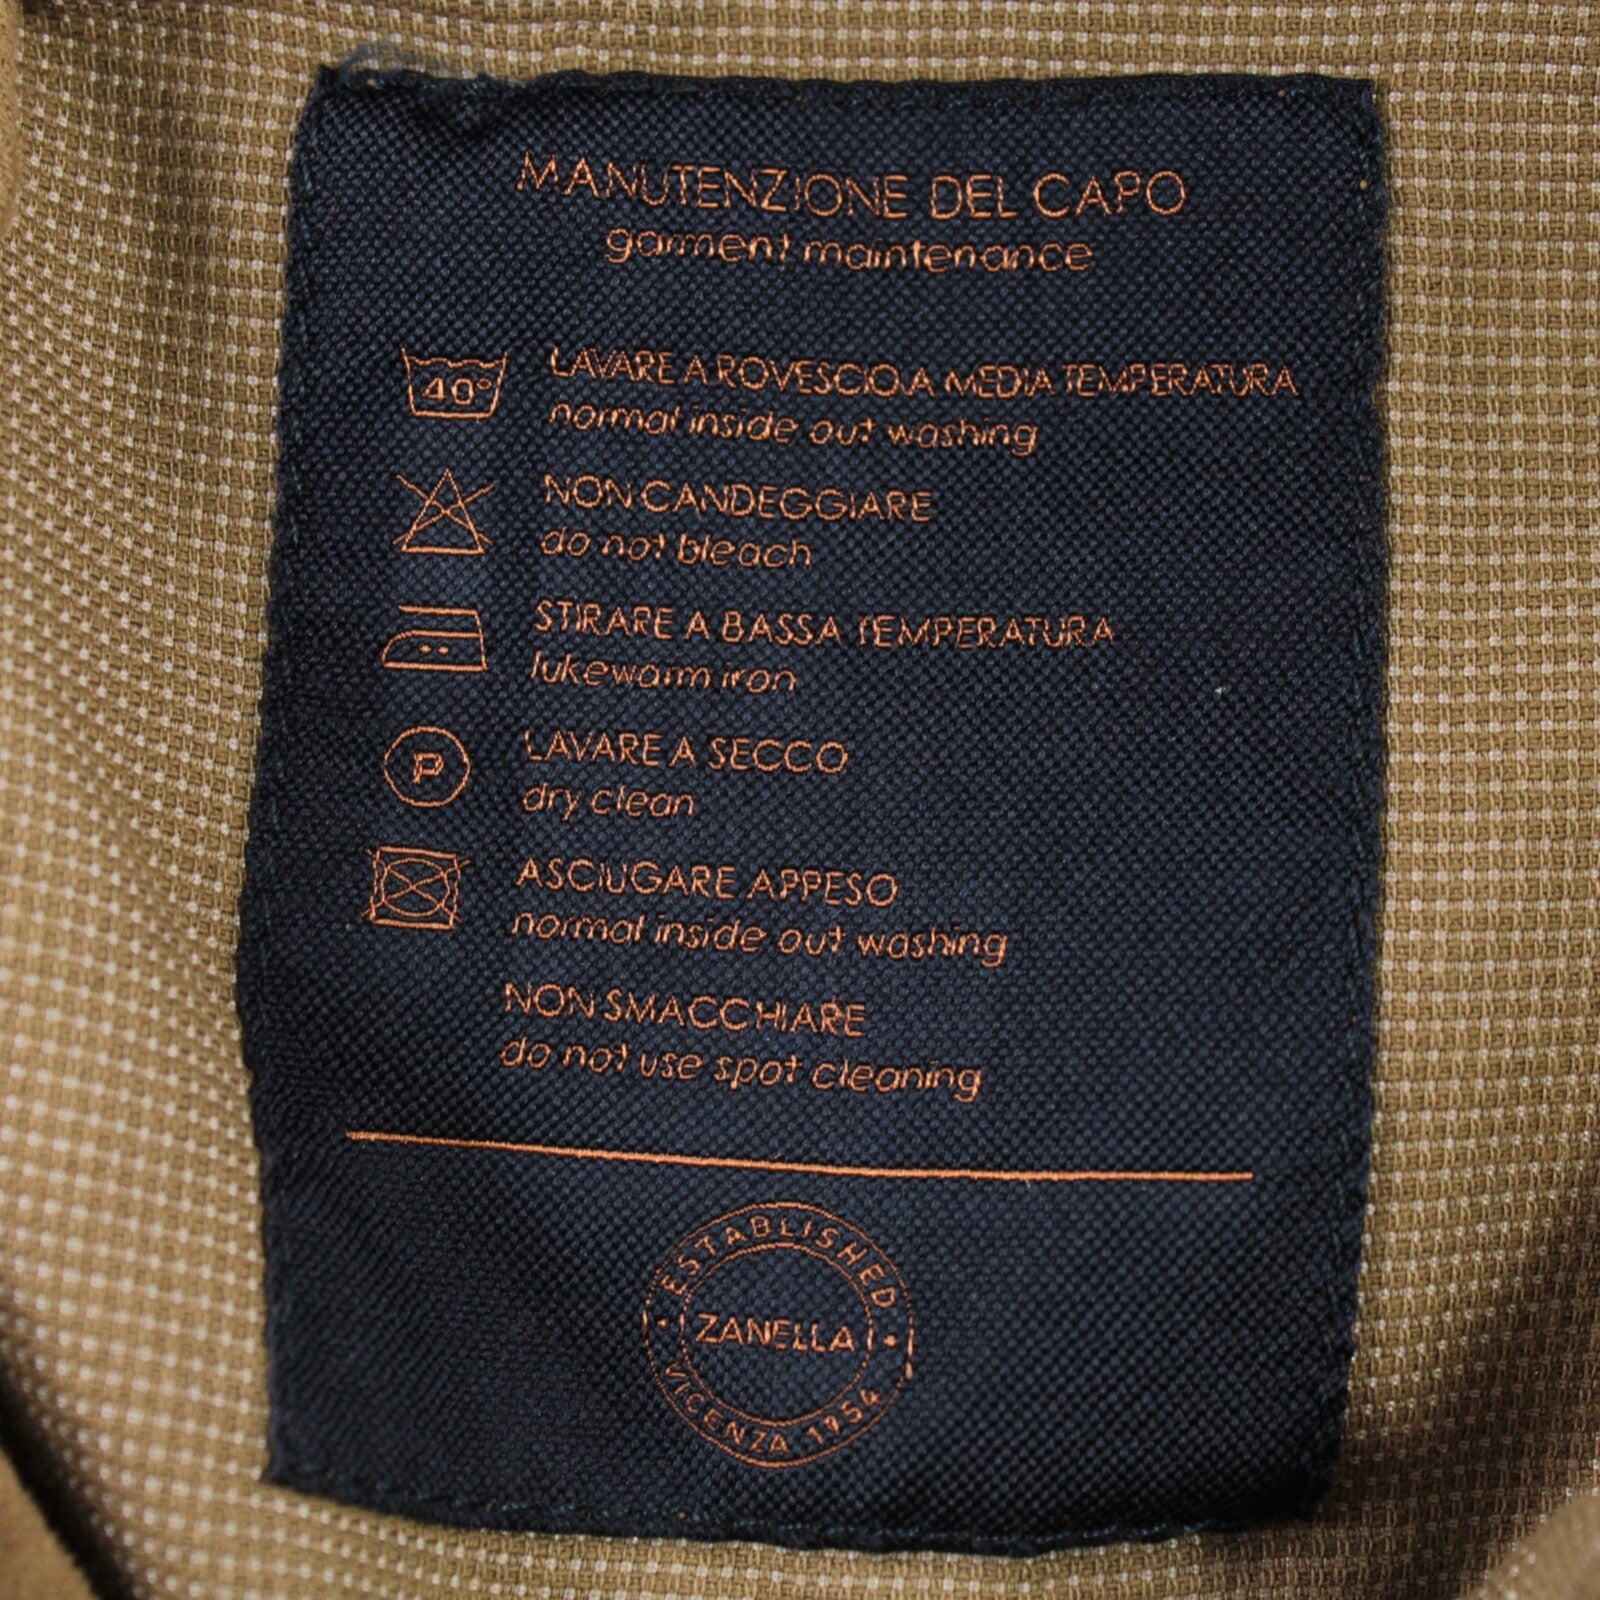 MANUTENZIONE DEL CAPO
garment maintenance
40°
LAVARE A ROVESCIO A MEDIA TEMPERATURA
normal inside out washing
NON CANDEGGIARE
do not bleach
STIRARE A BASSA TEMPERATURA
lukewarm iron
P
LAVARE A SECCO
dry clean
ASCIUGARE APPESO
normal inside out washing
NON SMACCHIARE
do not use spot cleaning
ESTABLISHED
ZANELLA
VICENZA 1954